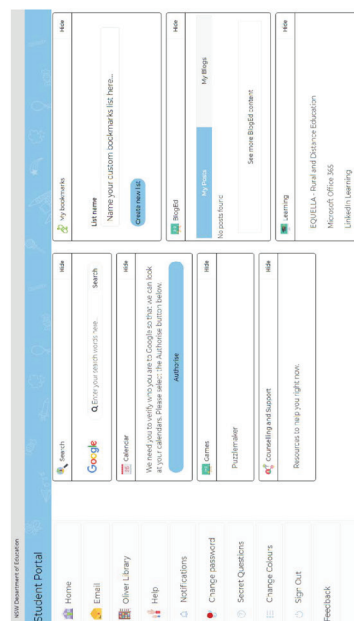 NSW Department of Education
Student Portal
Home
Email
Oliver Library
Help
Notifications
Change password
Secret Questions
Change Colours
Sign Out
Feedback
Search
Hide
Google
Enter your search words here...
Search
Calendar
Hide
We need you to verify who you are to Google so that we can look
at your calendars. Please select the Authorise button below.
Authorise
Games
Hide
Puzzlemaker
Counselling and Support
Hide
Resources to help you right now.
My bookmarks
Hide
List name
Name your custom bookmarks list here...
Create new list
BlogEd
Hide
My Posts
My Blogs
No posts found
See more BlogEd content
Learning
Hide
EQUELLA - Rural and Distance Education
Microsoft Office 365
LinkedIn Learning